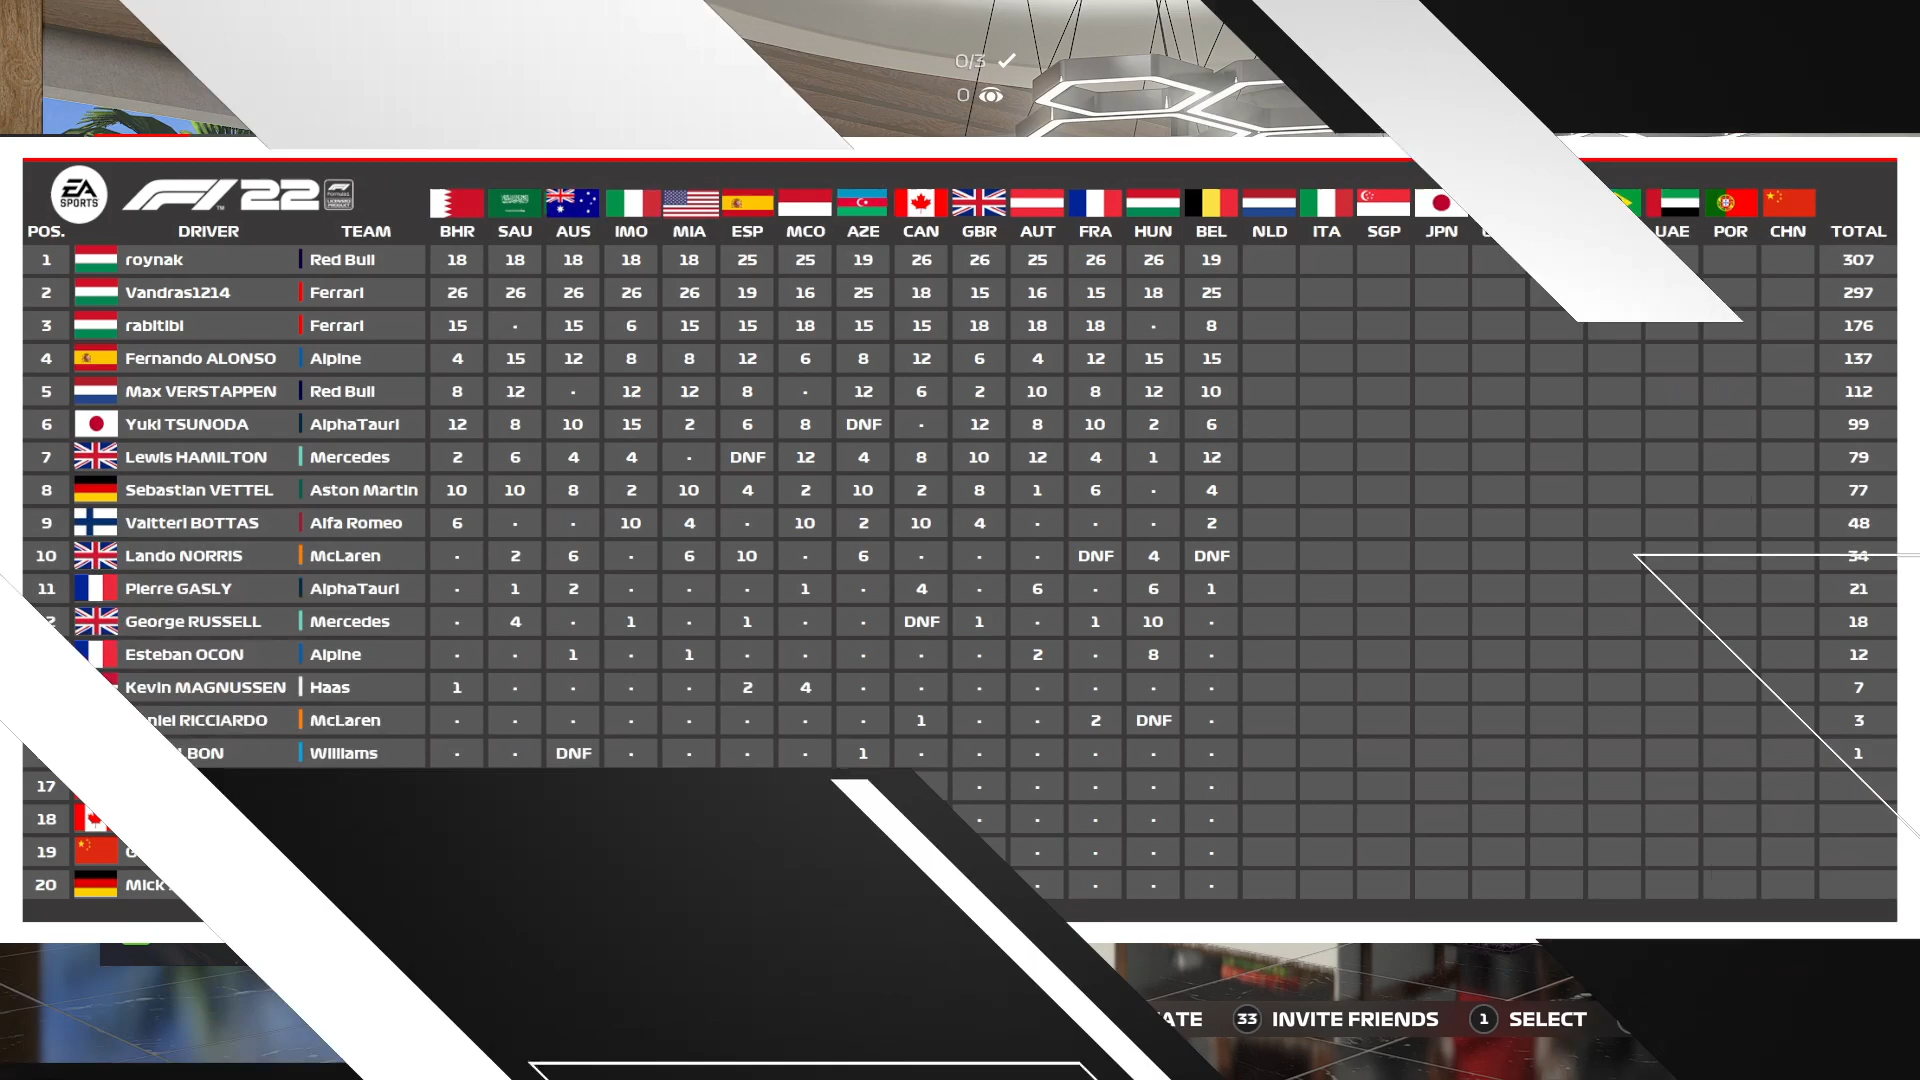 0/3
0
EA SPORTS F1 22
POS. DRIVER TEAM BHR SAU AUS IMO MIA ESP MCO AZE CAN GBR AUT FRA HUN BEL NLD ITA SGP JPN UAE POR CHN TOTAL
1 roynak Red Bull 18 18 18 18 18 25 25 19 26 26 25 26 26 19 307
2 Vandras1214 Ferrari 26 26 26 26 26 19 16 25 18 15 16 15 18 25 297
3 rabitibi Ferrari 15 · 15 6 15 15 18 15 15 18 18 18 · 8 176
4 Fernando ALONSO Alpine 4 15 12 8 8 12 6 8 12 6 4 12 15 15 137
5 Max VERSTAPPEN Red Bull 8 12 · 12 12 8 · 12 6 2 10 8 12 10 112
6 Yuki TSUNODA AlphaTauri 12 8 10 15 2 6 8 DNF · 12 8 10 2 6 99
7 Lewis HAMILTON Mercedes 2 6 4 4 · DNF 12 4 8 10 12 4 1 12 79
8 Sebastian VETTEL Aston Martin 10 10 8 2 10 4 2 10 2 8 1 6 · 4 77
9 Valtteri BOTTAS Alfa Romeo 6 · · 10 4 · 10 2 10 4 · · · 2 48
10 Lando NORRIS McLaren · 2 6 · 6 10 · 6 · · · DNF 4 DNF 34
11 Pierre GASLY AlphaTauri · 1 2 · · · 1 · 4 · 6 · 6 1 21
2 George RUSSELL Mercedes · 4 · 1 · 1 · · DNF 1 · 1 10 · 18
Esteban OCON Alpine · · 1 · 1 · · · · · 2 · 8 · 12
Kevin MAGNUSSEN Haas 1 · · · · 2 4 · · · · · · · 7
niel RICCIARDO McLaren · · · · · · · · 1 · · 2 DNF · 3
LBON Williams · · DNF · · · · 1 · · · · · · 1
17 · · · · ·
18 · · · · ·
19 G · · · ·
20 Mick · · · ·
ATE 33 INVITE FRIENDS 1 SELECT